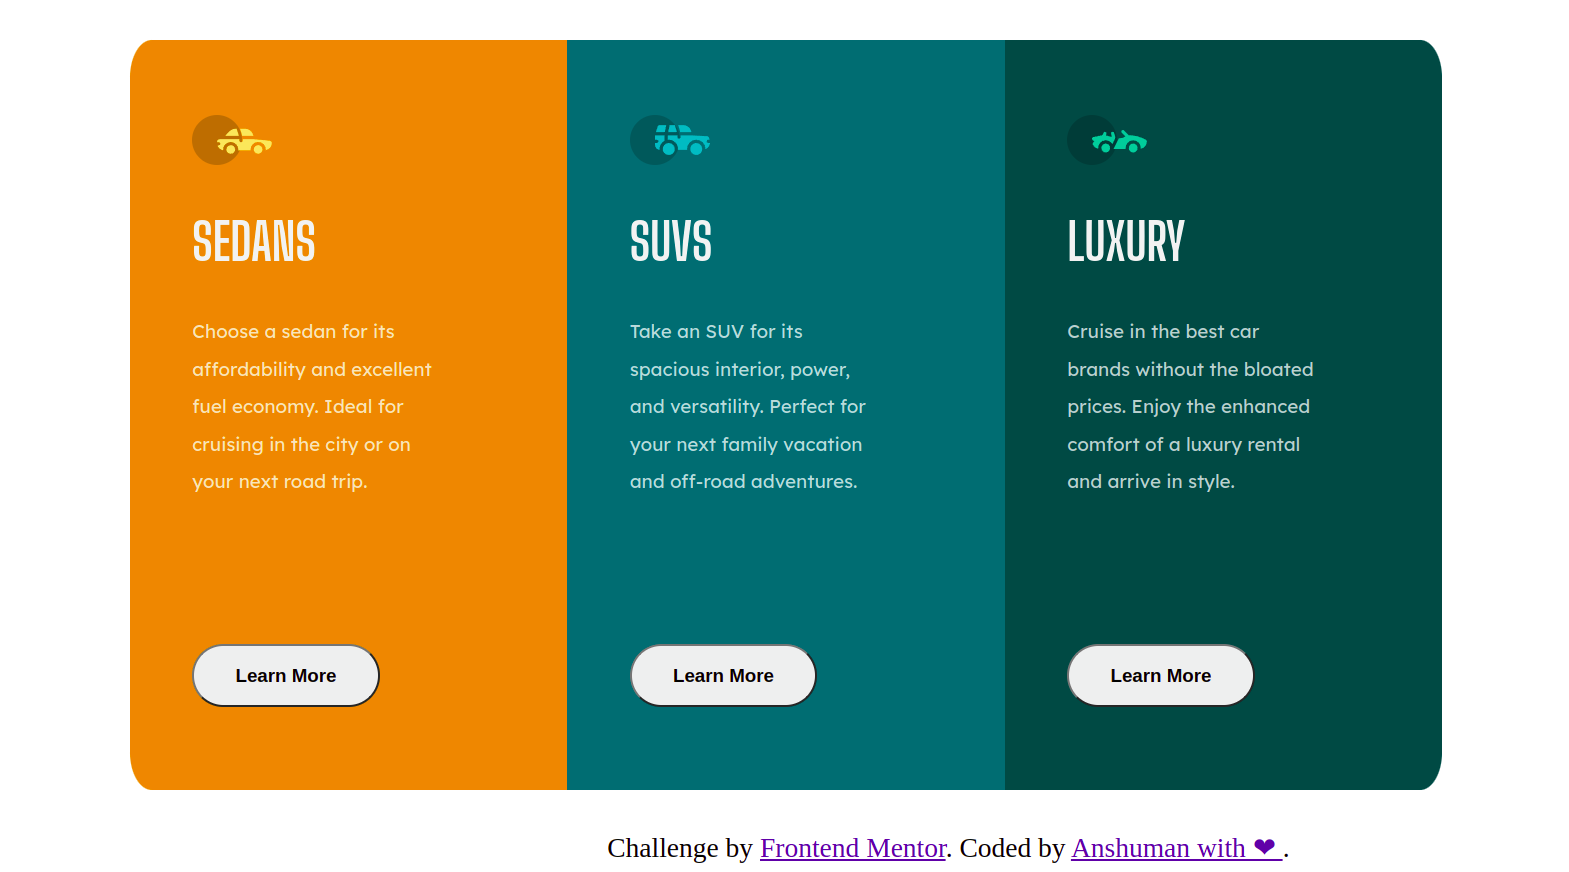 SEDANS
Choose a sedan for its
affordability and excellent
fuel economy. Ideal for
cruising in the city or on
your next road trip.
Learn More
SUVS
Take an SUV for its
spacious interior, power,
and versatility. Perfect for
your next family vacation
and off-road adventures.
Learn More
LUXURY
Cruise in the best car
brands without the bloated
prices. Enjoy the enhanced
comfort of a luxury rental
and arrive in style.
Learn More
Challenge by Frontend Mentor. Coded by Anshuman with ❤ .